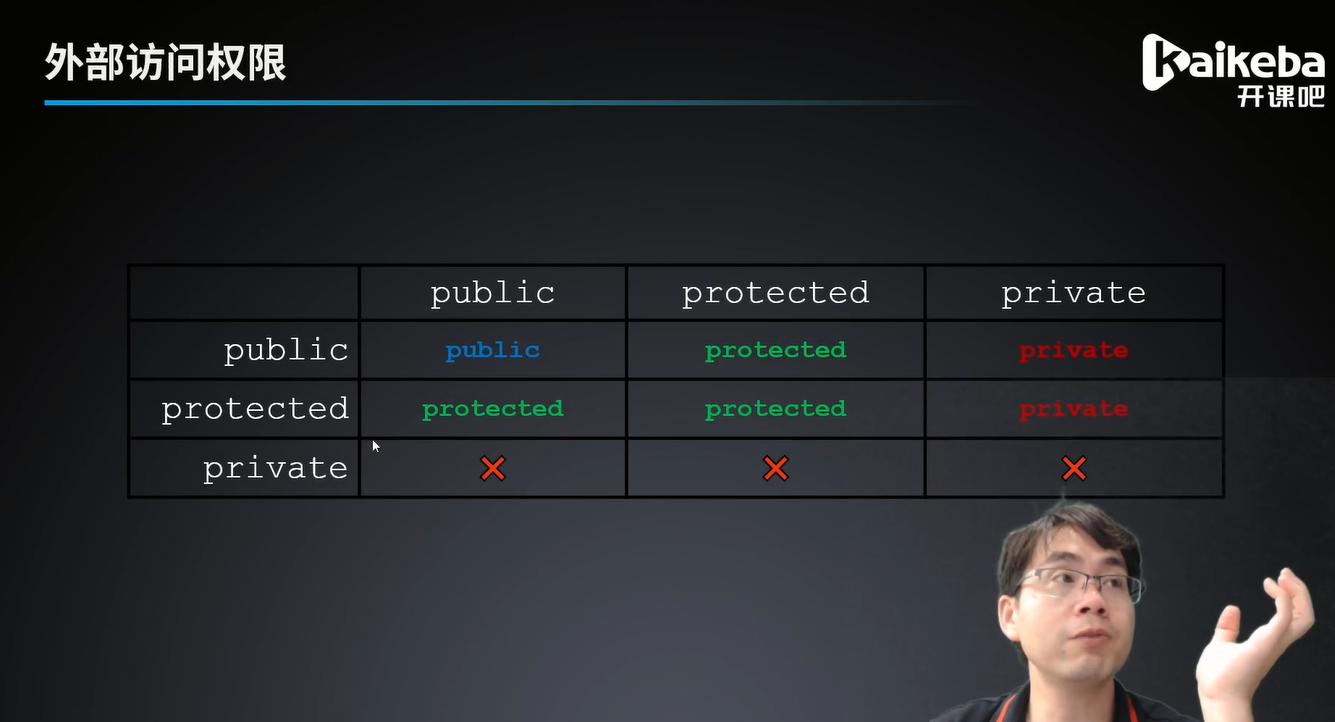 外部访问权限
Kaikeba
开课吧
public protected private
public public protected private
protected protected protected private
private